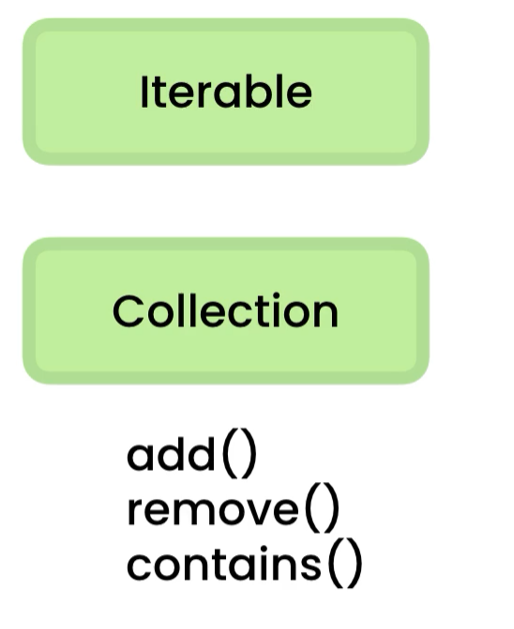 Iterable
Collection
add()
remove()
contains()